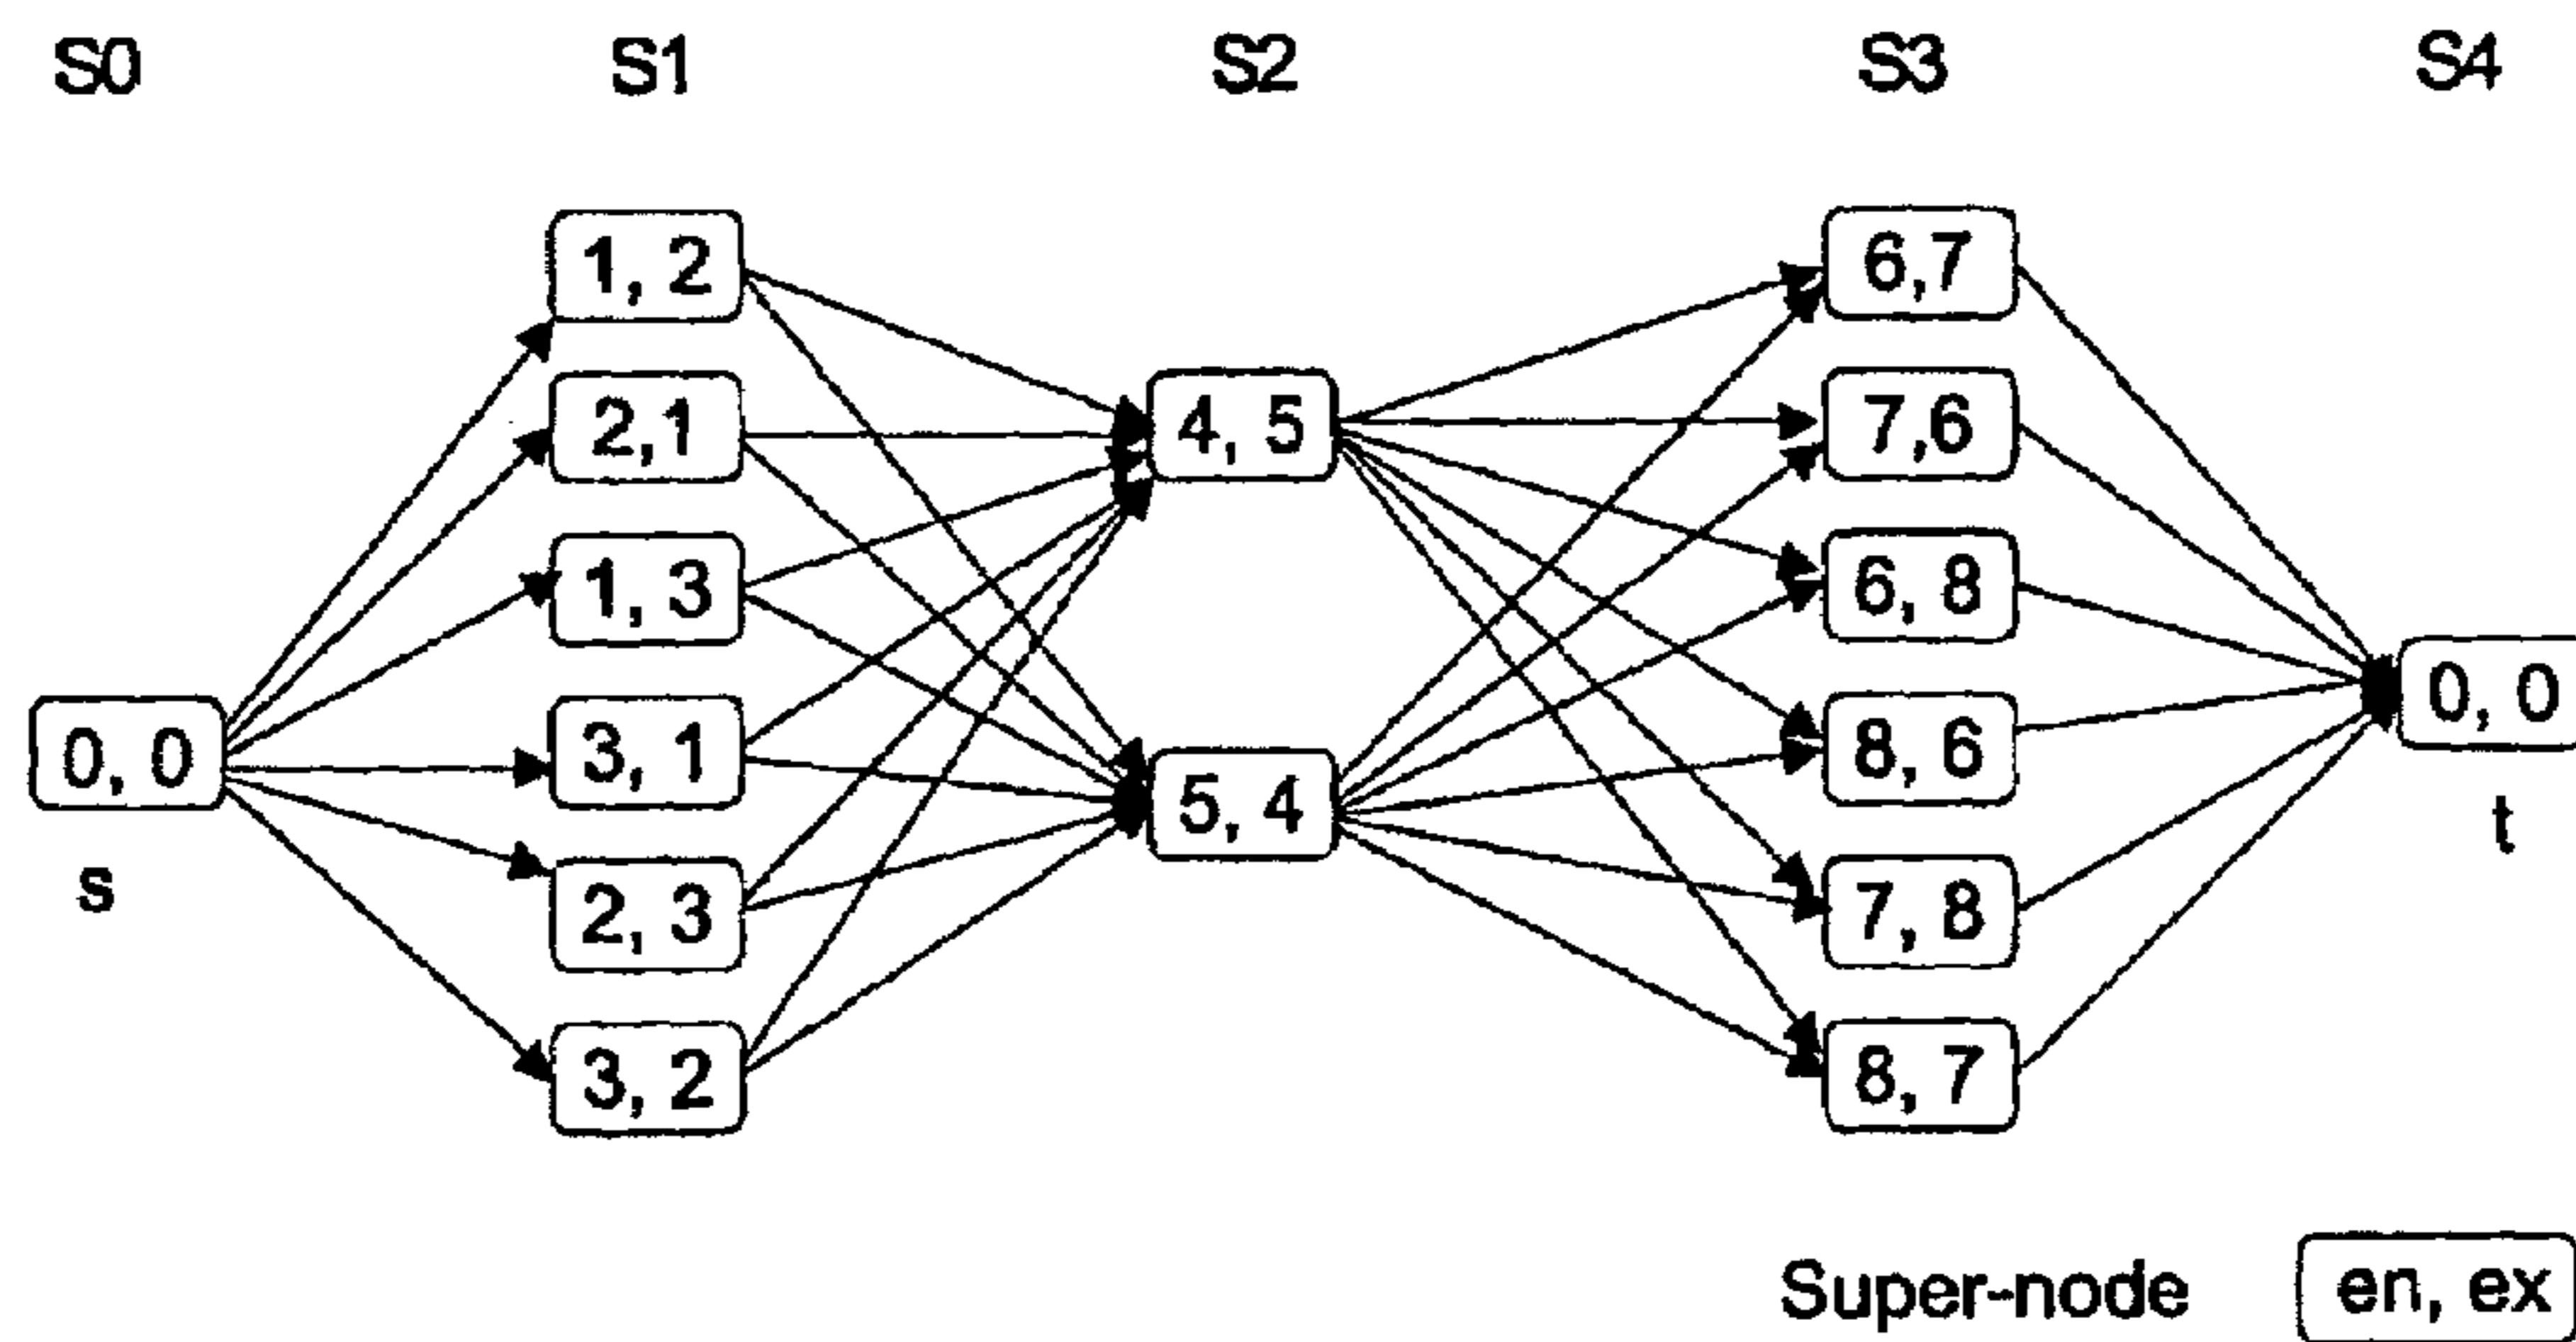 S0 S1 S2 S3 S4
1, 2 6,7
2,1 4, 5 7,6
1, 3 6, 8
0, 0 3, 1 5, 4 8, 6 0, 0
s t
2, 3 7, 8
3, 2 8, 7
Super-node en, ex